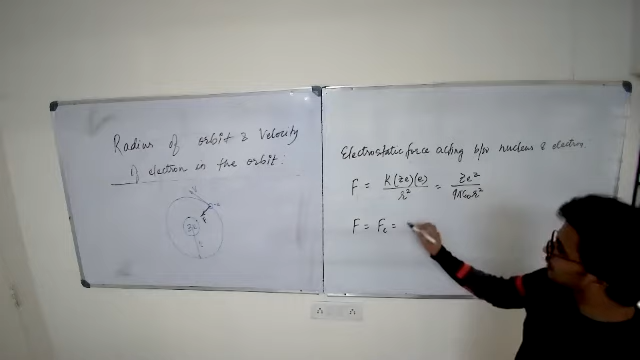 Radius of orbit & Velocity
of electron in the orbit:
Ze
Electrostatic force acting b/w nucleus & electron:
F = K(Ze)(e)/r² = Ze²/4πε₀r²
F = Fc =